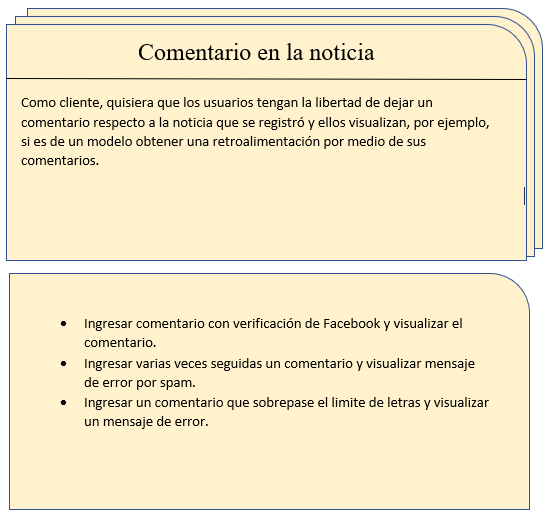 Comentario en la noticia
Como cliente, quisiera que los usuarios tengan la libertad de dejar un
comentario respecto a la noticia que se registró y ellos visualizan, por ejemplo,
si es de un modelo obtener una retroalimentación por medio de sus
comentarios.
• Ingresar comentario con verificación de Facebook y visualizar el
comentario.
• Ingresar varias veces seguidas un comentario y visualizar mensaje
de error por spam.
• Ingresar un comentario que sobrepase el limite de letras y visualizar
un mensaje de error.